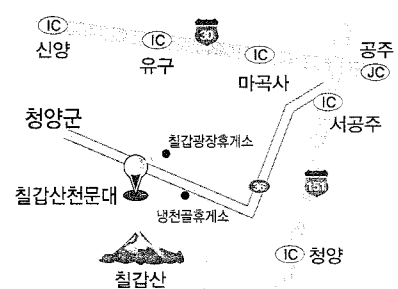 IC 신양
IC 유구
30
IC 마곡사
공주 JC
IC 서공주
청양군
칠갑광장휴게소
칠갑산천문대
냉천골휴게소
36
151
IC 청양
칠갑산